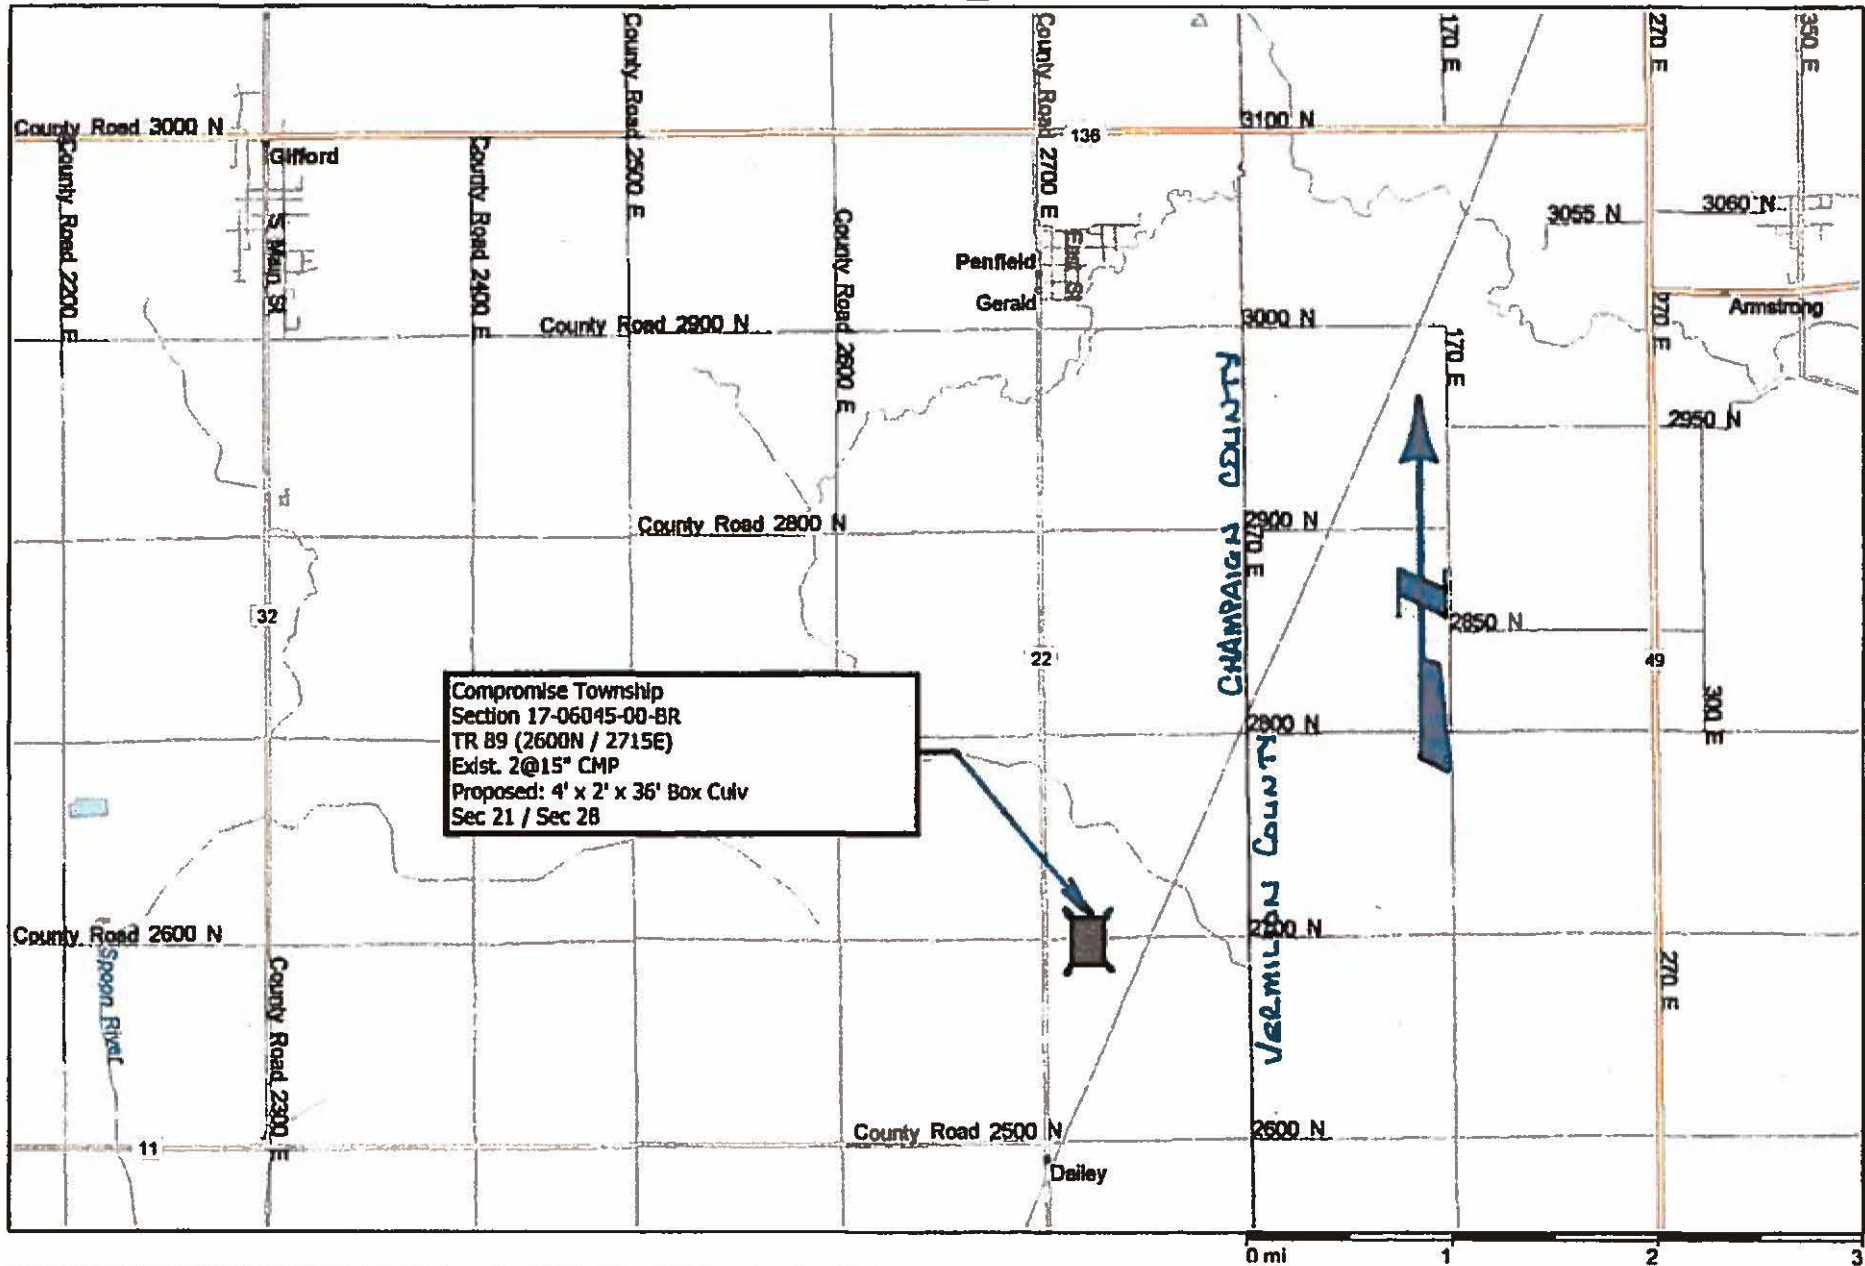 County Road 2500 E
County Road 2700 E
170 E
270 E
350 E
County Road 3000 N
136
3100 N
Gifford
County Road 2200 E
S Main St
County Road 2400 E
County Road 2600 E
3055 N
3060 N
Penfield
East St
Gerald
270 E
Armstrong
County Road 2900 N
3000 N
170 E
2950 N
CHAMPAIGN COUNTY
County Road 2800 N
2900 N
70 E
N
32
2850 N
22
49
Compromise Township
Section 17-06045-00-BR
TR 89 (2600N / 2715E)
Exist. 2@15" CMP
Proposed: 4' x 2' x 36' Box Culv
Sec 21 / Sec 28
2800 N
300 E
VERMILION COUNTY
County Road 2600 N
2700 N
Spoon River
County Road 2300 E
270 E
County Road 2500 N
2600 N
11
Dailey
0 mi
1
2
3